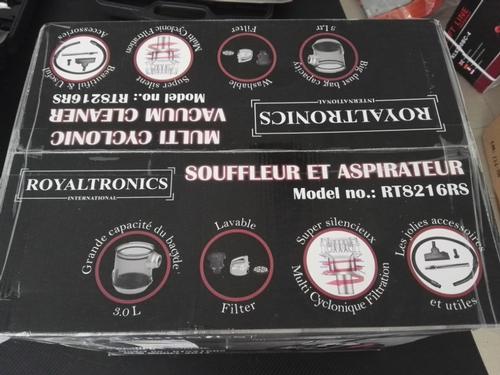 Accessories
Beautiful & Useful
Multi Cyclonic Filtration
Super silent
Filter
Washable
3 Ltr
Big dust bag capacity
MULTI CYCLONIC
VACUUM CLEANER
Model no.: RT8216RS
ROYALTRONICS
INTERNATIONAL
ROYALTRONICS
INTERNATIONAL
SOUFFLEUR ET ASPIRATEUR
Model no.: RT8216RS
Grande capacité du bacyde
3.0 L
Lavable
Filter
Super silencieux
Multi Cyclonique Filtration
Les jolies accessoires
et utiles